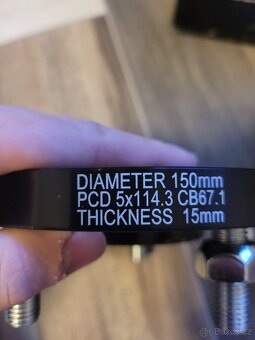 DIAMETER 150mm
PCD 5x114.3 CB67.1
THICKNESS 15mm